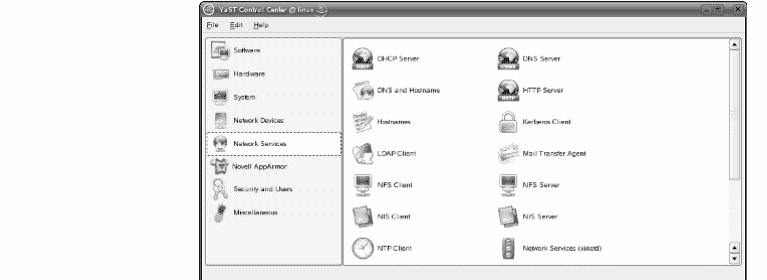 YaST Control Center @ linux
File Edit Help
Software
Hardware
System
Network Devices
Network Services
Novell AppArmor
Security and Users
Miscellaneous
DHCP Server
DNS Server
DNS and Hostname
HTTP Server
Hostnames
Kerberos Client
LDAP Client
Mail Transfer Agent
NFS Client
NFS Server
NIS Client
NIS Server
NTP Client
Network Services (xinetd)